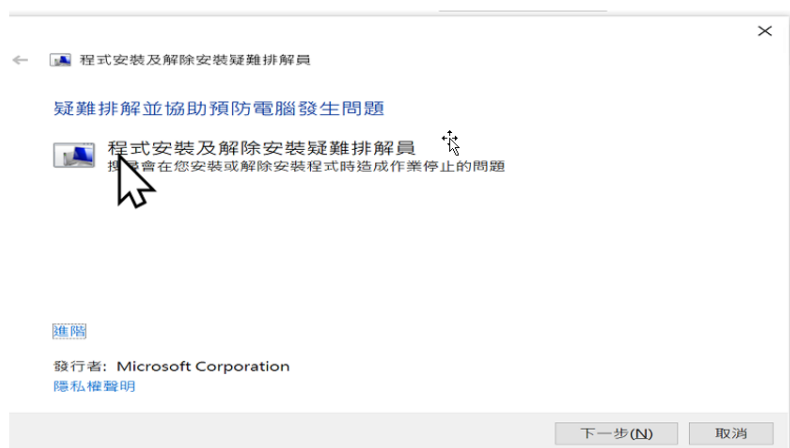 程式安裝及解除安裝疑難排解員
疑難排解並協助預防電腦發生問題
程式安裝及解除安裝疑難排解員
搜尋會在您安裝或解除安裝程式時造成作業停止的問題
進階
發行者: Microsoft Corporation
隱私權聲明
下一步(N)
取消